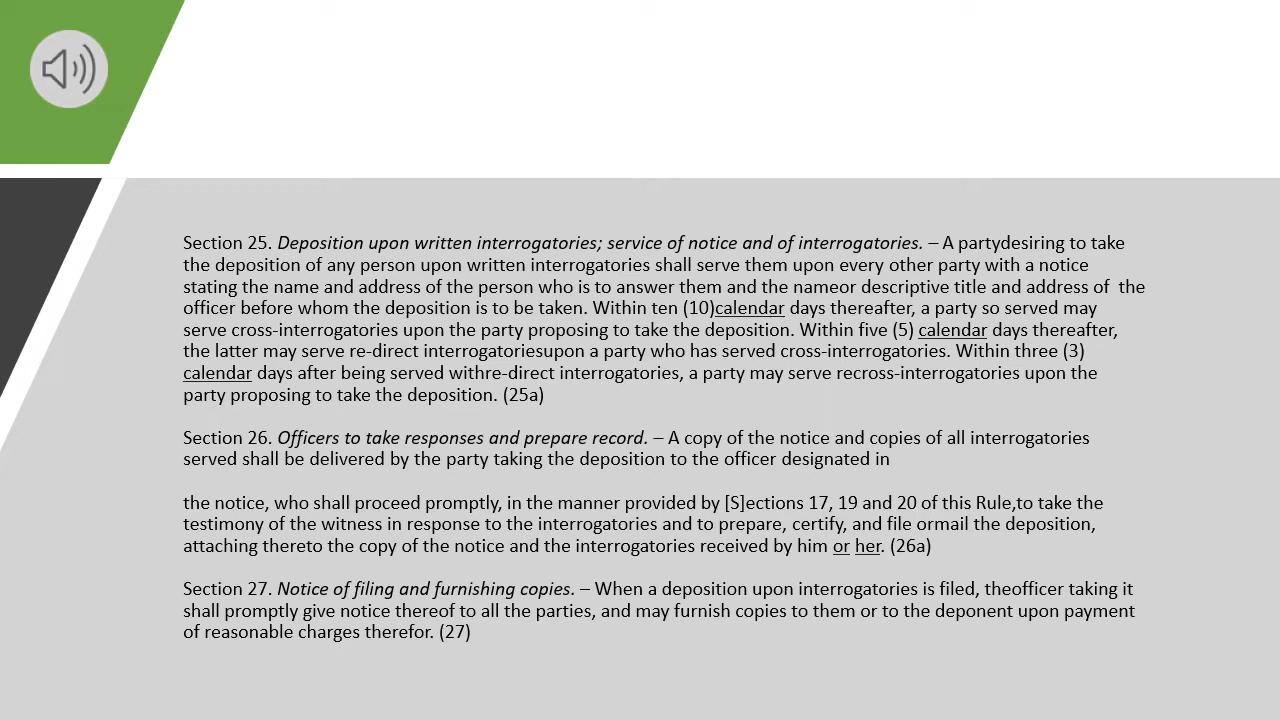 Section 25. Deposition upon written interrogatories; service of notice and of interrogatories. – A partydesiring to take
the deposition of any person upon written interrogatories shall serve them upon every other party with a notice
stating the name and address of the person who is to answer them and the nameor descriptive title and address of  the
officer before whom the deposition is to be taken. Within ten (10)calendar days thereafter, a party so served may
serve cross-interrogatories upon the party proposing to take the deposition. Within five (5) calendar days thereafter,
the latter may serve re-direct interrogatoriesupon a party who has served cross-interrogatories. Within three (3)
calendar days after being served withre-direct interrogatories, a party may serve recross-interrogatories upon the
party proposing to take the deposition. (25a)
Section 26. Officers to take responses and prepare record. – A copy of the notice and copies of all interrogatories
served shall be delivered by the party taking the deposition to the officer designated in
the notice, who shall proceed promptly, in the manner provided by [S]ections 17, 19 and 20 of this Rule,to take the
testimony of the witness in response to the interrogatories and to prepare, certify, and file ormail the deposition,
attaching thereto the copy of the notice and the interrogatories received by him or her. (26a)
Section 27. Notice of filing and furnishing copies. – When a deposition upon interrogatories is filed, theofficer taking it
shall promptly give notice thereof to all the parties, and may furnish copies to them or to the deponent upon payment
of reasonable charges therefor. (27)